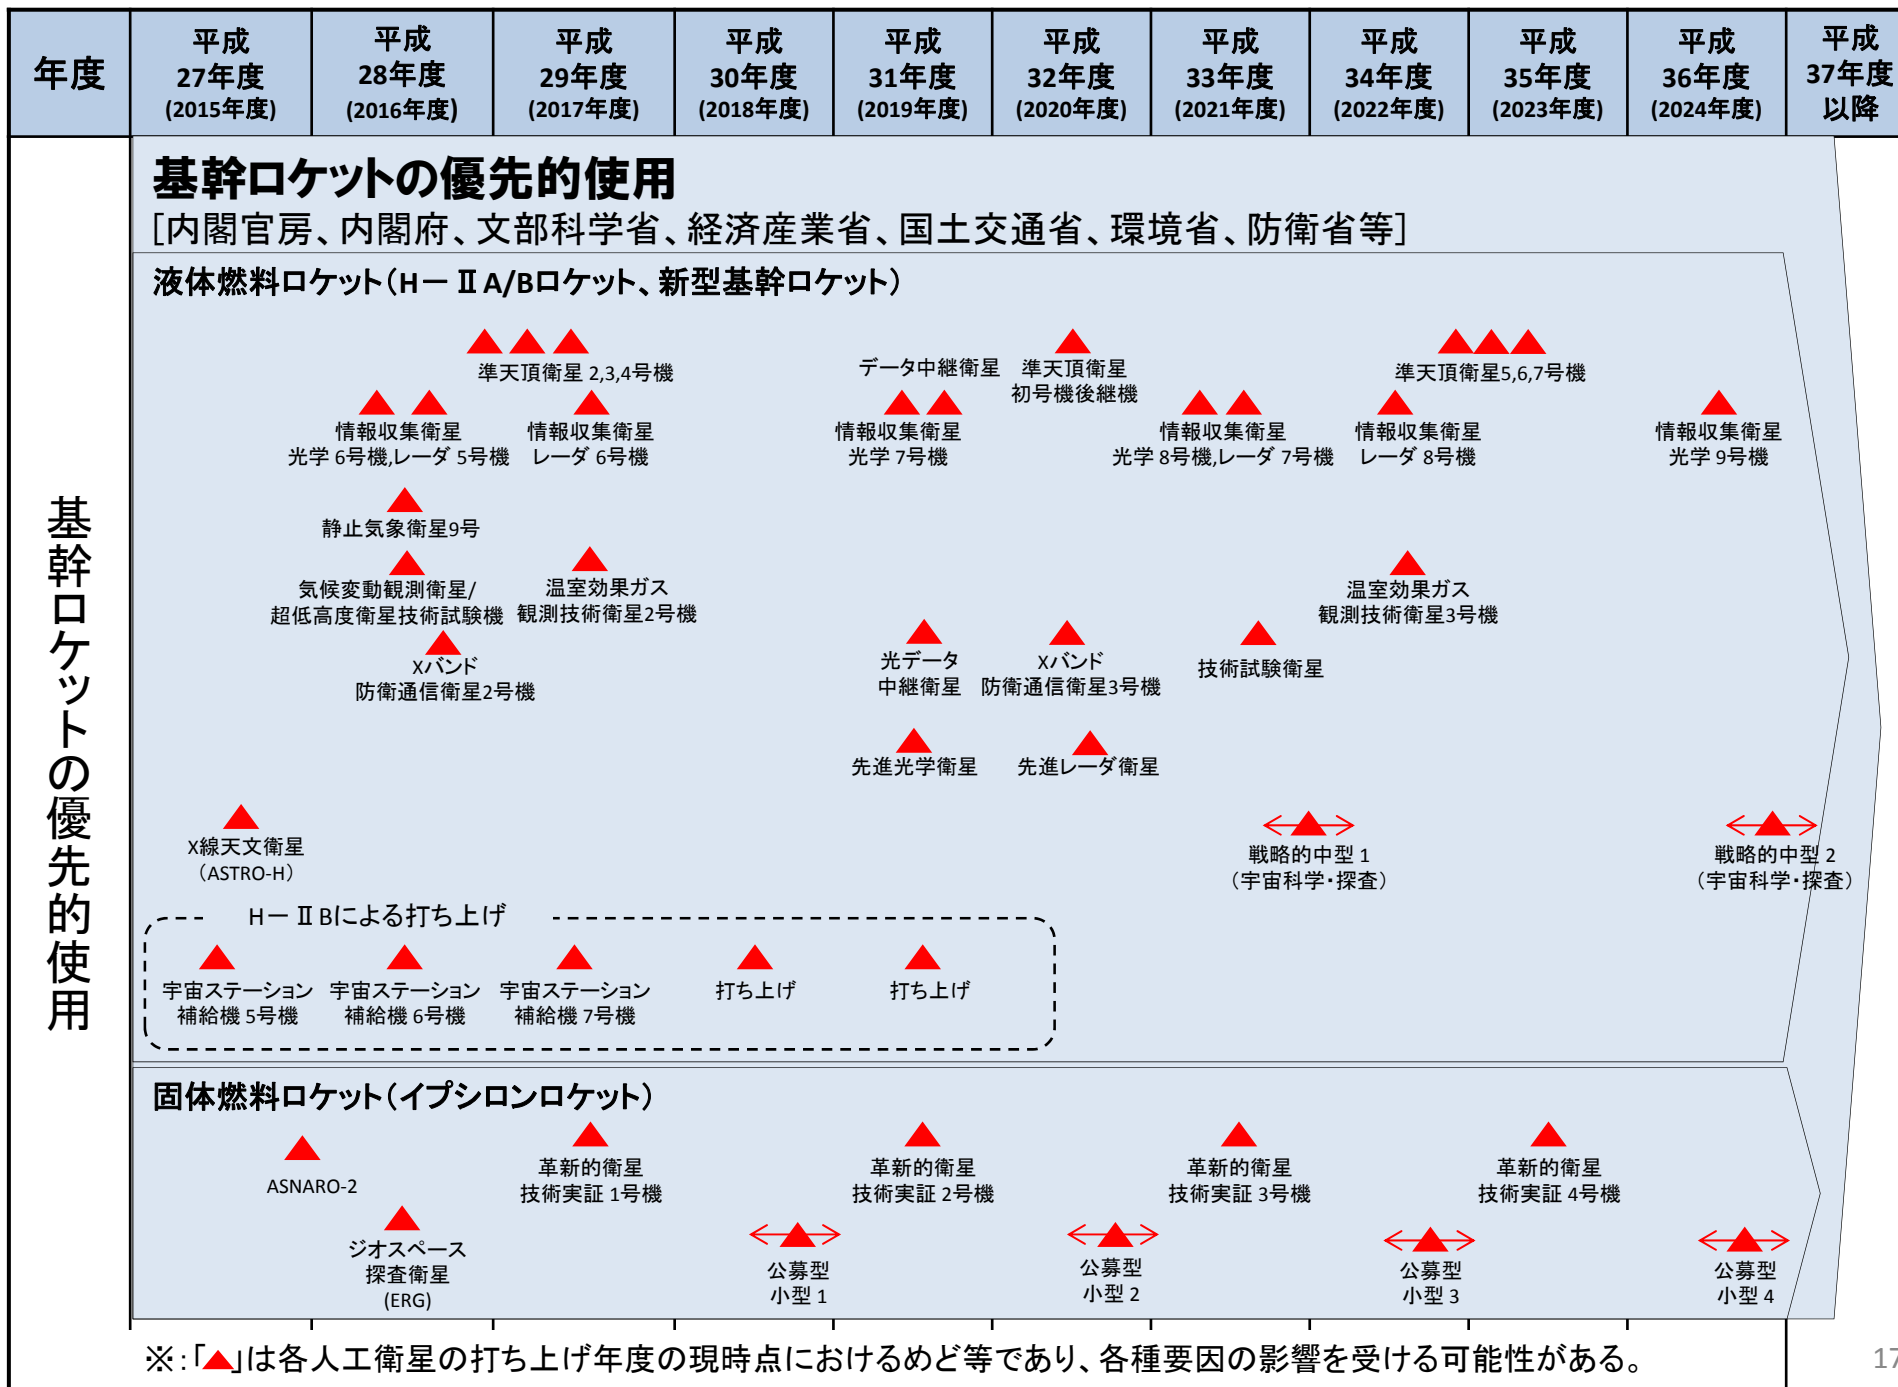 年度
平成
27年度
(2015年度)
平成
28年度
(2016年度)
平成
29年度
(2017年度)
平成
30年度
(2018年度)
平成
31年度
(2019年度)
平成
32年度
(2020年度)
平成
33年度
(2021年度)
平成
34年度
(2022年度)
平成
35年度
(2023年度)
平成
36年度
(2024年度)
平成
37年度
以降
基幹ロケットの優先的使用
基幹ロケットの優先的使用
[内閣官房、内閣府、文部科学省、経済産業省、国土交通省、環境省、防衛省等]
液体燃料ロケット(H－ⅡA/Bロケット、新型基幹ロケット)
準天頂衛星 2,3,4号機
データ中継衛星
準天頂衛星
初号機後継機
準天頂衛星5,6,7号機
情報収集衛星
光学 6号機,レーダ 5号機
情報収集衛星
レーダ 6号機
情報収集衛星
光学 7号機
情報収集衛星
光学 8号機,レーダ 7号機
情報収集衛星
レーダ 8号機
情報収集衛星
光学 9号機
静止気象衛星9号
気候変動観測衛星/
超低高度衛星技術試験機
温室効果ガス
観測技術衛星2号機
温室効果ガス
観測技術衛星3号機
Xバンド
防衛通信衛星2号機
光データ
中継衛星
Xバンド
防衛通信衛星3号機
技術試験衛星
先進光学衛星
先進レーダ衛星
X線天文衛星
(ASTRO-H)
戦略的中型 1
(宇宙科学・探査)
戦略的中型 2
(宇宙科学・探査)
H－ⅡBによる打ち上げ
宇宙ステーション
補給機 5号機
宇宙ステーション
補給機 6号機
宇宙ステーション
補給機 7号機
打ち上げ
打ち上げ
固体燃料ロケット(イプシロンロケット)
ASNARO-2
革新的衛星
技術実証 1号機
革新的衛星
技術実証 2号機
革新的衛星
技術実証 3号機
革新的衛星
技術実証 4号機
ジオスペース
探査衛星
(ERG)
公募型
小型 1
公募型
小型 2
公募型
小型 3
公募型
小型 4
※:「▲」は各人工衛星の打ち上げ年度の現時点におけるめど等であり、各種要因の影響を受ける可能性がある。
17